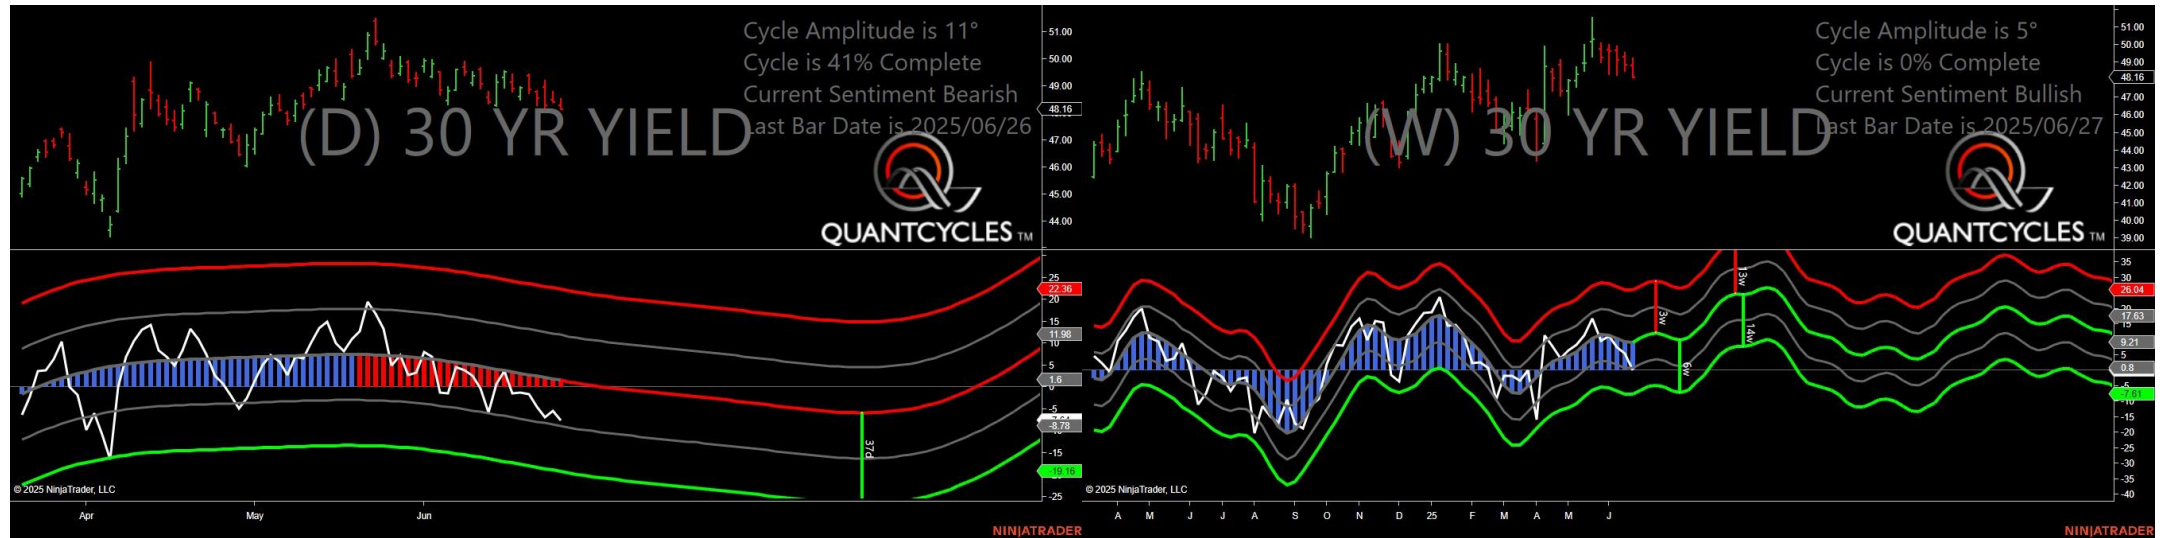 Cycle Amplitude is 11°
Cycle is 41% Complete
Current Sentiment Bearish
Last Bar Date is 2025/06/26
(D) 30 YR YIELD
QUANTCYCLES TM
51.00
50.00
49.00
48.16
47.00
46.00
45.00
44.00
25
22.36
20
15
11.98
10
5
1.6
0
-5
-8.78
-15
-19.16
-25
37d
© 2025 NinjaTrader, LLC
Apr
May
Jun
NINJATRADER
Cycle Amplitude is 5°
Cycle is 0% Complete
Current Sentiment Bullish
Last Bar Date is 2025/06/27
(W) 30 YR YIELD
QUANTCYCLES TM
51.00
50.00
49.00
48.16
47.00
46.00
45.00
44.00
43.00
42.00
41.00
40.00
39.00
35
30
26.04
20
17.63
15
9.21
5
0.8
-5
-7.61
-10
-15
-20
-25
-30
-35
-40
3w
6w
13w
14w
© 2025 NinjaTrader, LLC
A M J J A S O N D 25 F M A M J
NINJATRADER